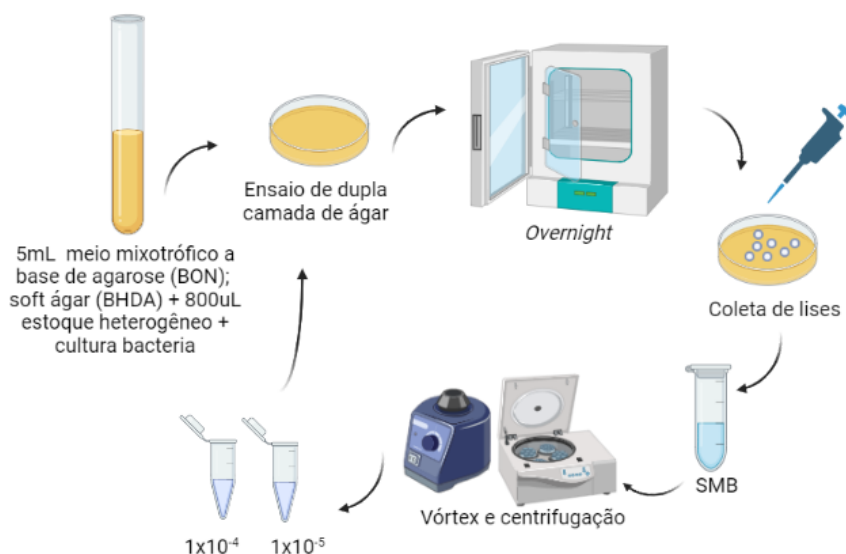 5mL meio mixotrófico a
base de agarose (BON);
soft ágar (BHDA) + 800uL
estoque heterogêneo +
cultura bacteria
Ensaio de dupla
camada de ágar
Overnight
Coleta de lises
SMB
Vórtex e centrifugação
1x10⁻⁴
1x10⁻⁵